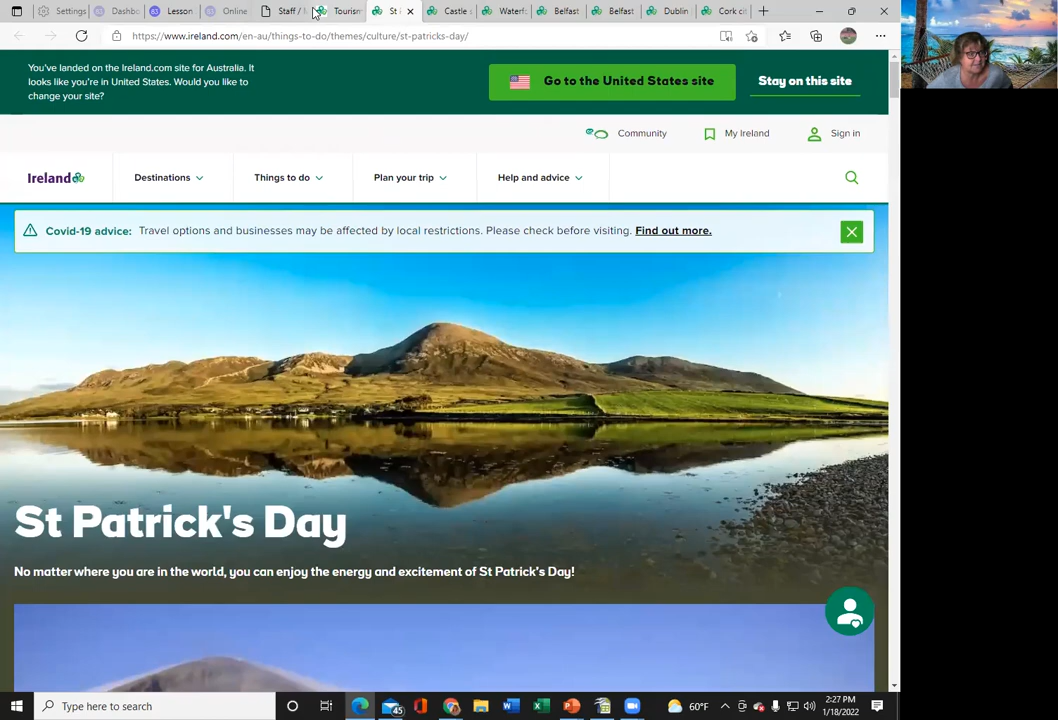 Settings Dashbo Lesson Online Staff / Tourism St Castle Waterf Belfast Belfast Dublin Cork cit
https://www.ireland.com/en-au/things-to-do/themes/culture/st-patricks-day/
You've landed on the Ireland.com site for Australia. It
looks like you're in United States. Would you like to
change your site?
Go to the United States site
Stay on this site
Community My Ireland Sign in
Ireland Destinations Things to do Plan your trip Help and advice
Covid-19 advice: Travel options and businesses may be affected by local restrictions. Please check before visiting. Find out more.
St Patrick's Day
No matter where you are in the world, you can enjoy the energy and excitement of St Patrick's Day!
Type here to search
45
60°F
2:27 PM
1/18/2022